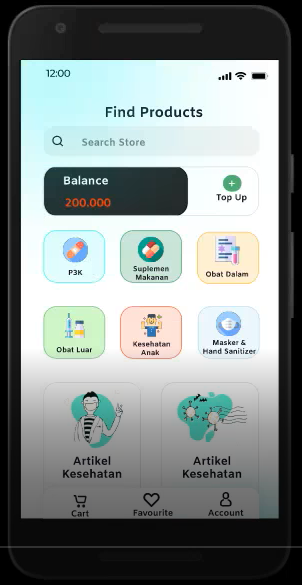 12:00
Find Products
Search Store
Balance
200.000
Top Up
P3K
Suplemen
Makanan
Obat Dalam
Obat Luar
Kesehatan
Anak
Masker &
Hand Sanitizer
Artikel
Kesehatan
Artikel
Kesehatan
Cart
Favourite
Account